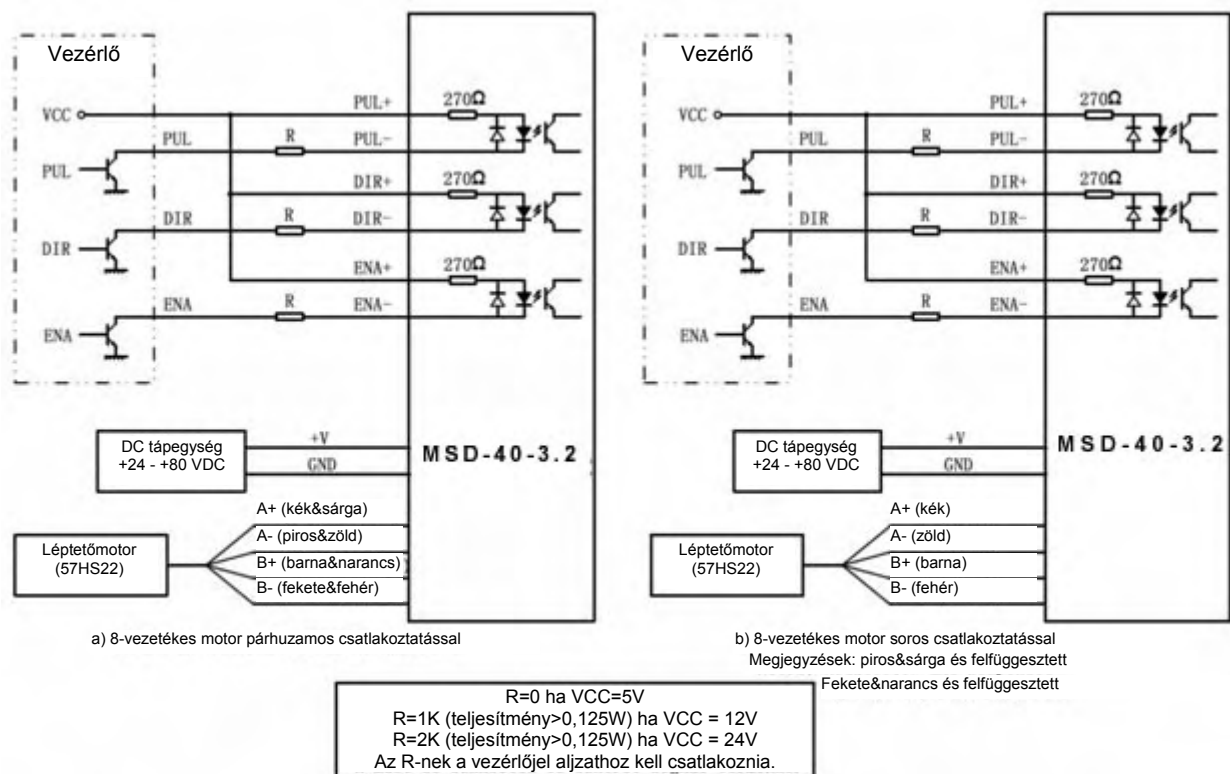 Vezérlő
VCC
PUL
PUL
R
PUL+
PUL-
270Ω
DIR
DIR
R
DIR+
DIR-
270Ω
ENA
ENA
R
ENA+
ENA-
270Ω
DC tápegység
+24 - +80 VDC
+V
GND
MSD-40-3.2
Léptetőmotor
(57HS22)
A+ (kék&sárga)
A- (piros&zöld)
B+ (barna&narancs)
B- (fekete&fehér)
a) 8-vezetékes motor párhuzamos csatlakoztatással
Vezérlő
VCC
PUL
PUL
R
PUL+
PUL-
270Ω
DIR
DIR
R
DIR+
DIR-
270Ω
ENA
ENA
R
ENA+
ENA-
270Ω
DC tápegység
+24 - +80 VDC
+V
GND
MSD-40-3.2
Léptetőmotor
(57HS22)
A+ (kék)
A- (zöld)
B+ (barna)
B- (fehér)
b) 8-vezetékes motor soros csatlakoztatással
Megjegyzések: piros&sárga és felfüggesztett
Fekete&narancs és felfüggesztett
R=0 ha VCC=5V
R=1K (teljesítmény>0,125W) ha VCC = 12V
R=2K (teljesítmény>0,125W) ha VCC = 24V
Az R-nek a vezérlőjel aljzathoz kell csatlakoznia.